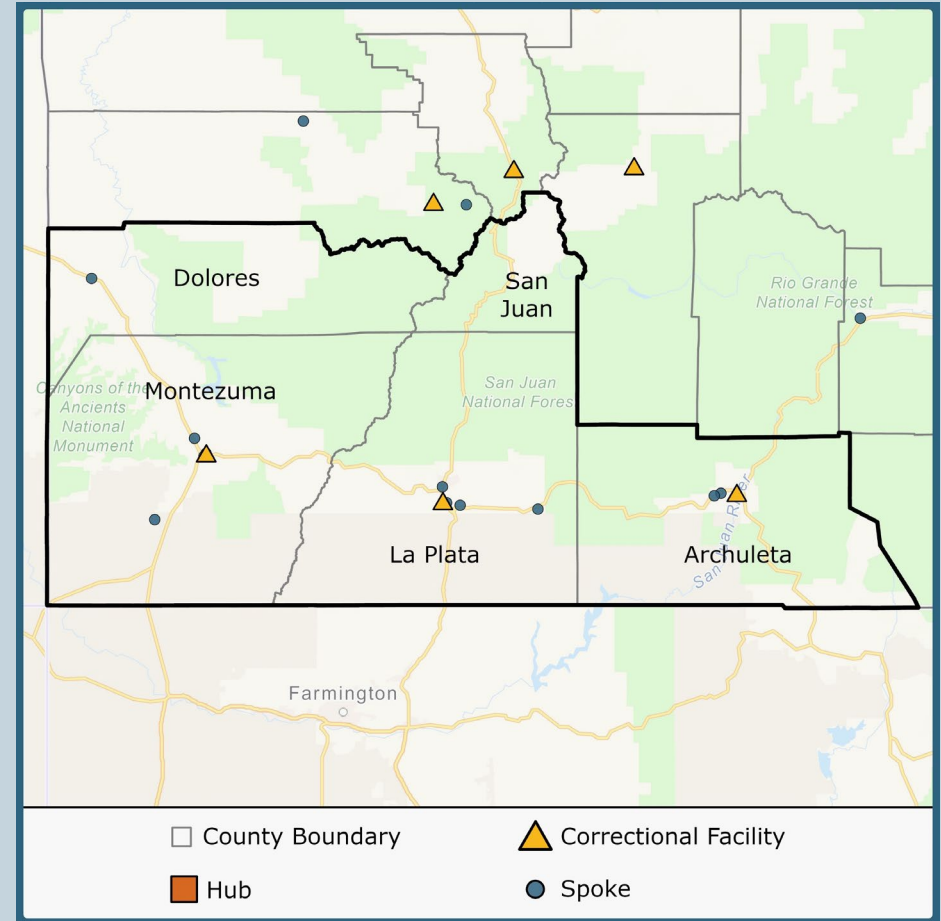 Dolores
San
Juan
Rio Grande
National Forest
Canyons of the
Ancients
National
Monument
Montezuma
San Juan
National Fores
La Plata
Archuleta
San Juan River
Farmington
County Boundary
Correctional Facility
Hub
Spoke